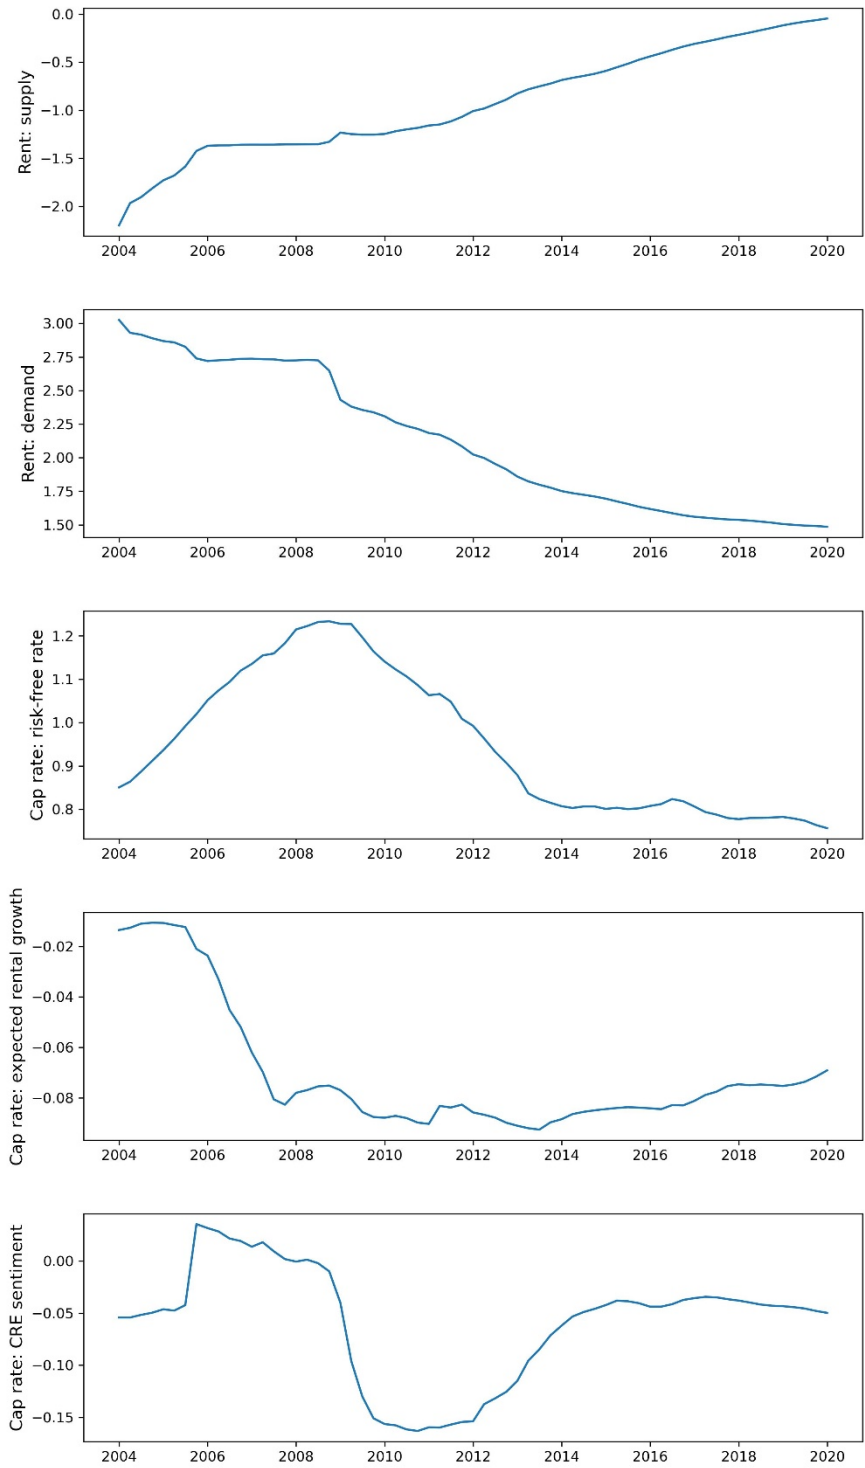 Rent: supply
0.0
−0.5
−1.0
−1.5
−2.0
2004 2006 2008 2010 2012 2014 2016 2018 2020
Rent: demand
3.00
2.75
2.50
2.25
2.00
1.75
1.50
2004 2006 2008 2010 2012 2014 2016 2018 2020
Cap rate: risk-free rate
1.2
1.1
1.0
0.9
0.8
2004 2006 2008 2010 2012 2014 2016 2018 2020
Cap rate: expected rental growth
−0.02
−0.04
−0.06
−0.08
2004 2006 2008 2010 2012 2014 2016 2018 2020
Cap rate: CRE sentiment
0.00
−0.05
−0.10
−0.15
2004 2006 2008 2010 2012 2014 2016 2018 2020